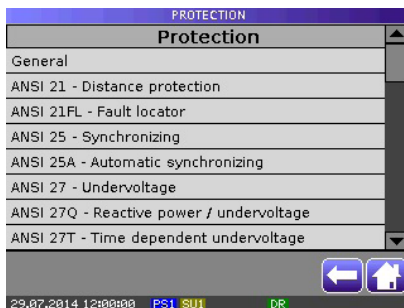 PROTECTION
Protection
General
ANSI 21 - Distance protection
ANSI 21FL - Fault locator
ANSI 25 - Synchronizing
ANSI 25A - Automatic synchronizing
ANSI 27 - Undervoltage
ANSI 27Q - Reactive power / undervoltage
ANSI 27T - Time dependent undervoltage
29.07.2014 12:00:00 PS1 SU1 DR